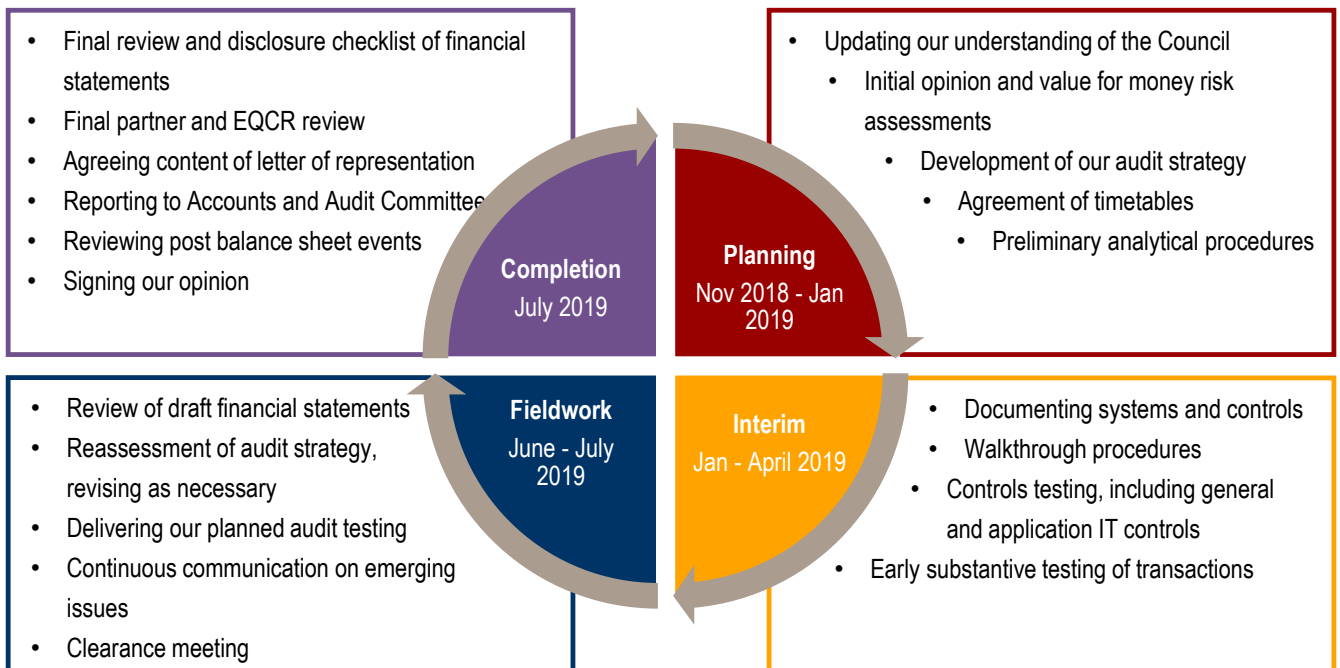 • Final review and disclosure checklist of financial
statements
• Final partner and EQCR review
• Agreeing content of letter of representation
• Reporting to Accounts and Audit Committee
• Reviewing post balance sheet events
• Signing our opinion
Completion
July 2019
• Updating our understanding of the Council
• Initial opinion and value for money risk
assessments
• Development of our audit strategy
• Agreement of timetables
• Preliminary analytical procedures
Planning
Nov 2018 - Jan
2019
• Review of draft financial statements
• Reassessment of audit strategy,
revising as necessary
• Delivering our planned audit testing
• Continuous communication on emerging
issues
• Clearance meeting
Fieldwork
June - July
2019
Interim
Jan - April 2019
• Documenting systems and controls
• Walkthrough procedures
• Controls testing, including general
and application IT controls
• Early substantive testing of transactions